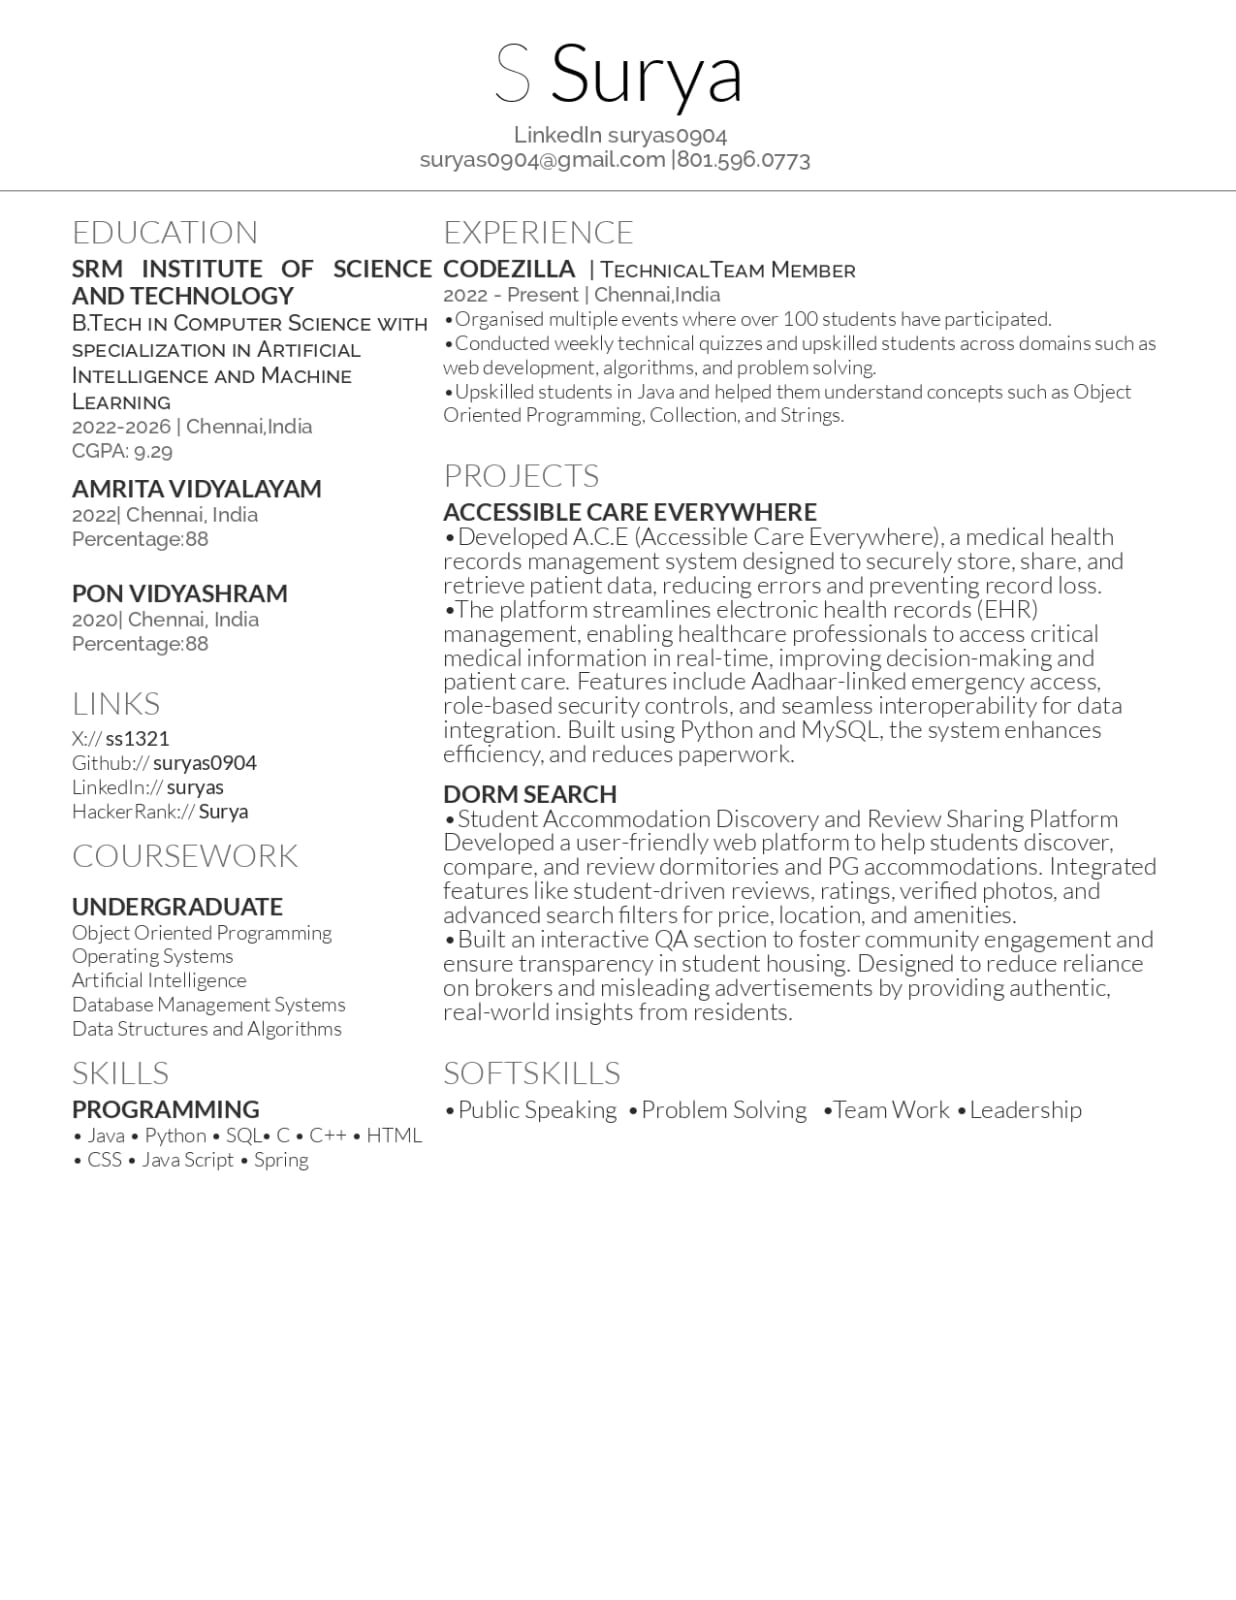 S Surya
LinkedIn suryas0904
suryas0904@gmail.com |801.596.0773
EDUCATION
SRM INSTITUTE OF SCIENCE
AND TECHNOLOGY
B.Tech in Computer Science with
specialization in Artificial
Intelligence and Machine
Learning
2022-2026 | Chennai,India
CGPA: 9.29
AMRITA VIDYALAYAM
2022| Chennai, India
Percentage:88
PON VIDYASHRAM
2020| Chennai, India
Percentage:88
LINKS
X:// ss1321
Github:// suryas0904
LinkedIn:// suryas
HackerRank:// Surya
COURSEWORK
UNDERGRADUATE
Object Oriented Programming
Operating Systems
Artificial Intelligence
Database Management Systems
Data Structures and Algorithms
SKILLS
PROGRAMMING
• Java • Python • SQL• C • C++ • HTML
• CSS • Java Script • Spring
EXPERIENCE
CODEZILLA | TechnicalTeam Member
2022 - Present | Chennai,India
•Organised multiple events where over 100 students have participated.
•Conducted weekly technical quizzes and upskilled students across domains such as
web development, algorithms, and problem solving.
•Upskilled students in Java and helped them understand concepts such as Object
Oriented Programming, Collection, and Strings.
PROJECTS
ACCESSIBLE CARE EVERYWHERE
•Developed A.C.E (Accessible Care Everywhere), a medical health
records management system designed to securely store, share, and
retrieve patient data, reducing errors and preventing record loss.
•The platform streamlines electronic health records (EHR)
management, enabling healthcare professionals to access critical
medical information in real-time, improving decision-making and
patient care. Features include Aadhaar-linked emergency access,
role-based security controls, and seamless interoperability for data
integration. Built using Python and MySQL, the system enhances
efficiency, and reduces paperwork.
DORM SEARCH
•Student Accommodation Discovery and Review Sharing Platform
Developed a user-friendly web platform to help students discover,
compare, and review dormitories and PG accommodations. Integrated
features like student-driven reviews, ratings, verified photos, and
advanced search filters for price, location, and amenities.
•Built an interactive QA section to foster community engagement and
ensure transparency in student housing. Designed to reduce reliance
on brokers and misleading advertisements by providing authentic,
real-world insights from residents.
SOFTSKILLS
•Public Speaking •Problem Solving •Team Work •Leadership